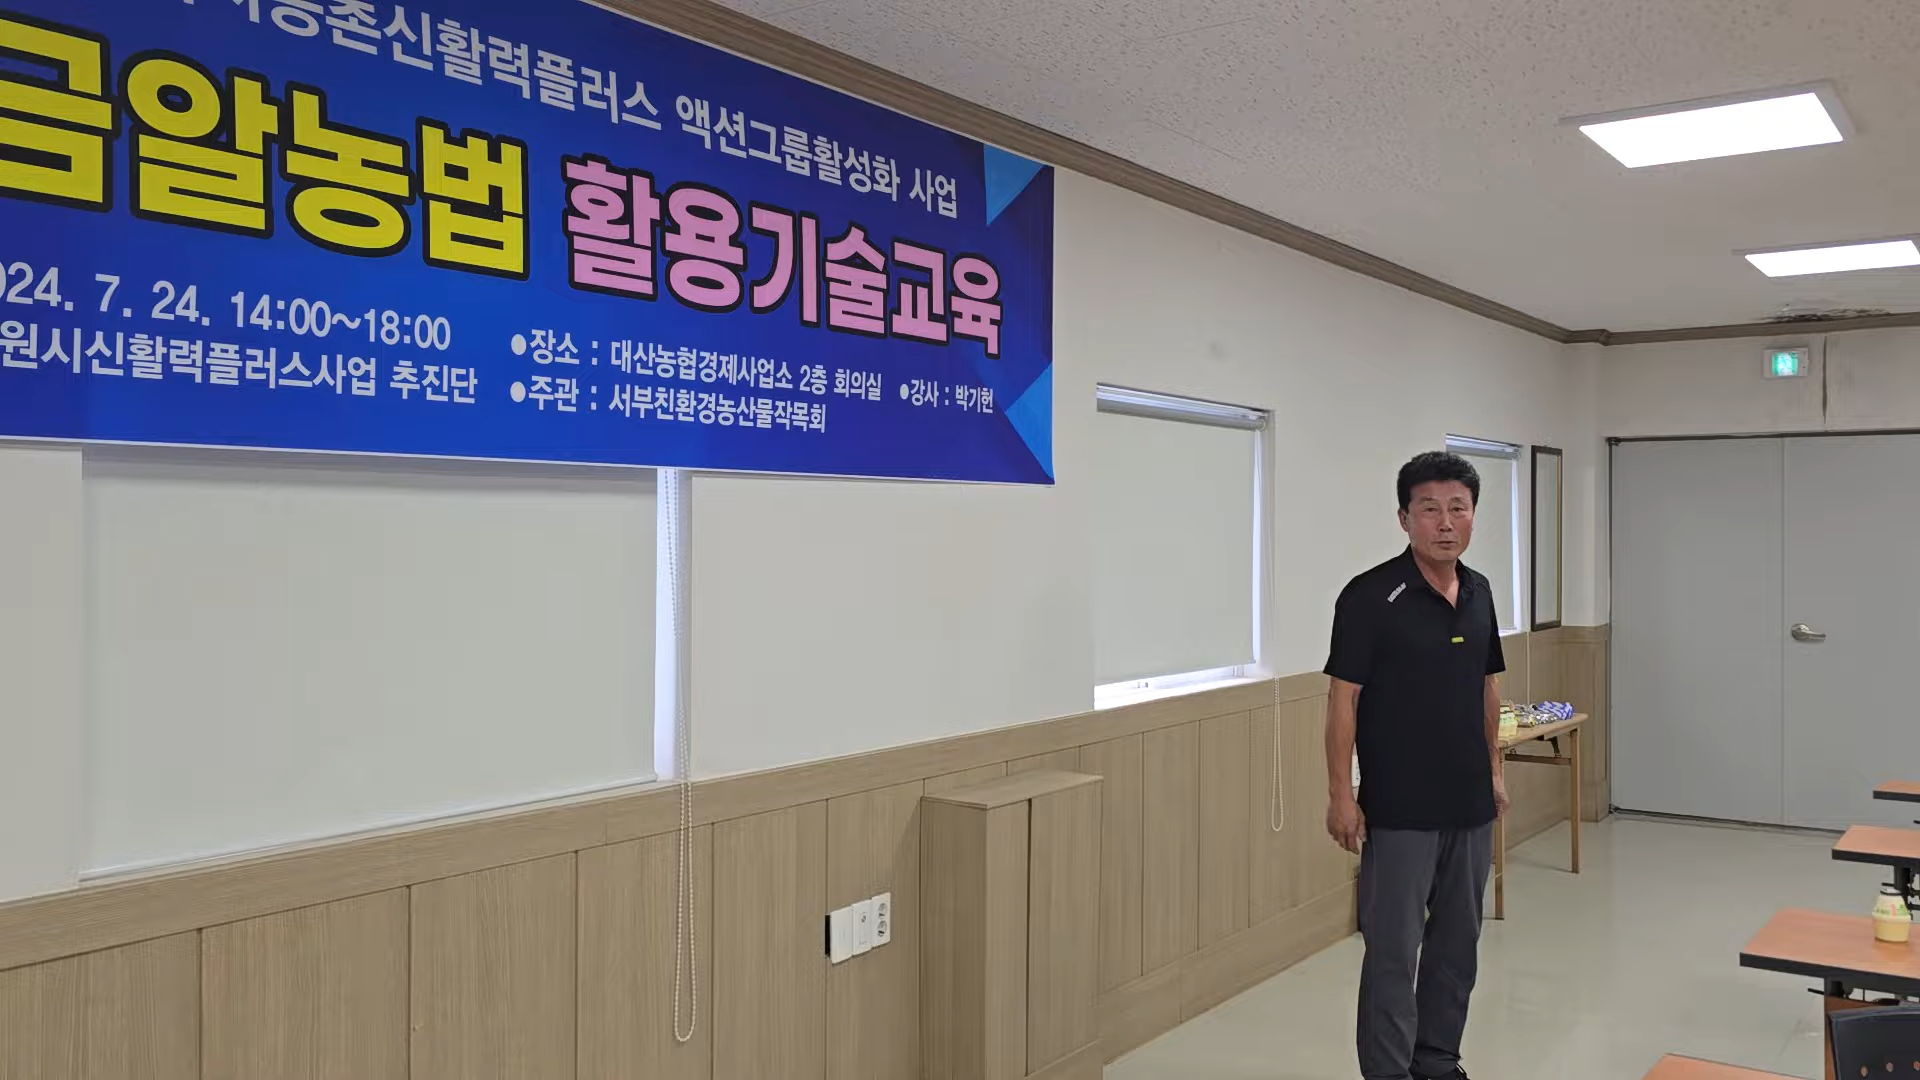 농촌신활력플러스 액션그룹활성화 사업
금알농법 활용기술교육
024. 7. 24. 14:00~18:00
원시신활력플러스사업 추진단
●장소 : 대산농협경제사업소 2층 회의실 ●강사 : 박기헌
●주관 : 서부친환경농산물작목회